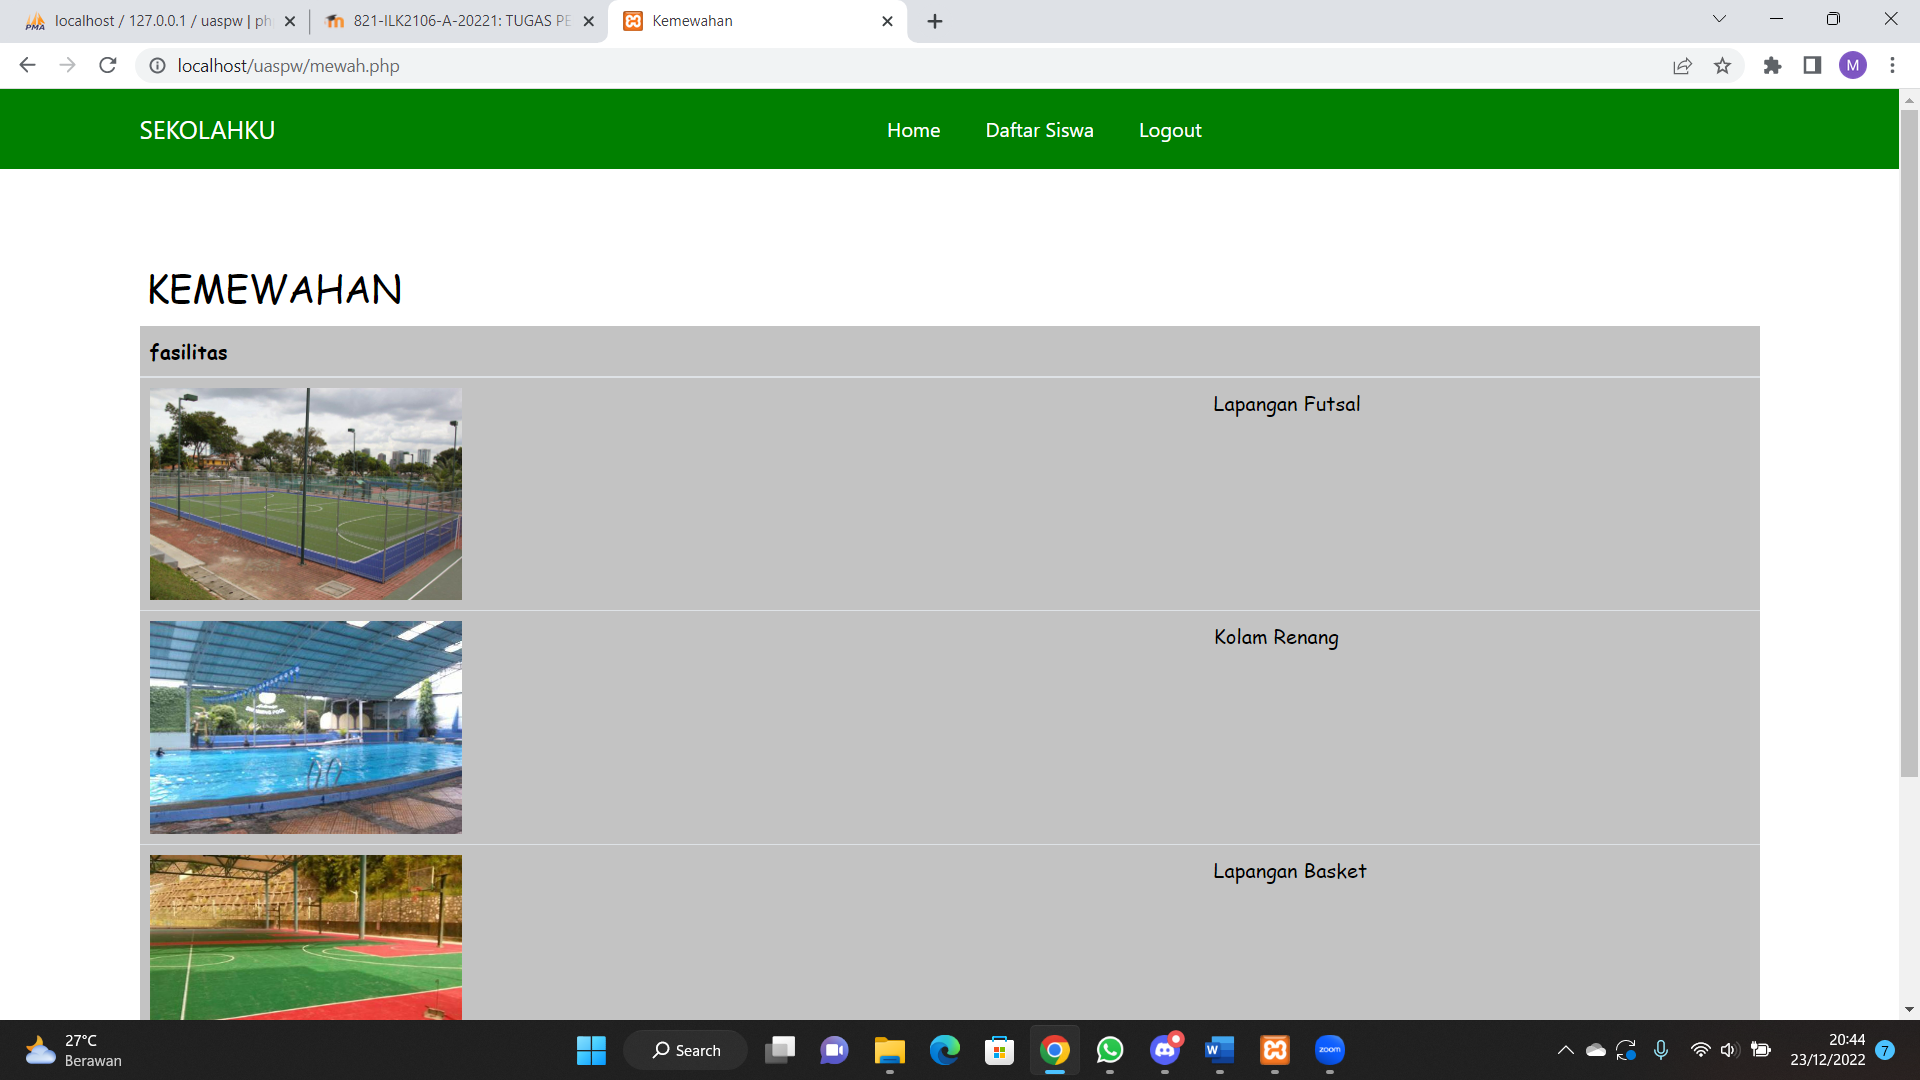 localhost / 127.0.0.1 / uaspw | ph
821-ILK2106-A-20221: TUGAS PE
Kemewahan
localhost/uaspw/mewah.php
M
SEKOLAHKU
Home
Daftar Siswa
Logout
KEMEWAHAN
fasilitas
Lapangan Futsal
Kolam Renang
Lapangan Basket
27°C
Berawan
Search
zoom
20:44
23/12/2022
7